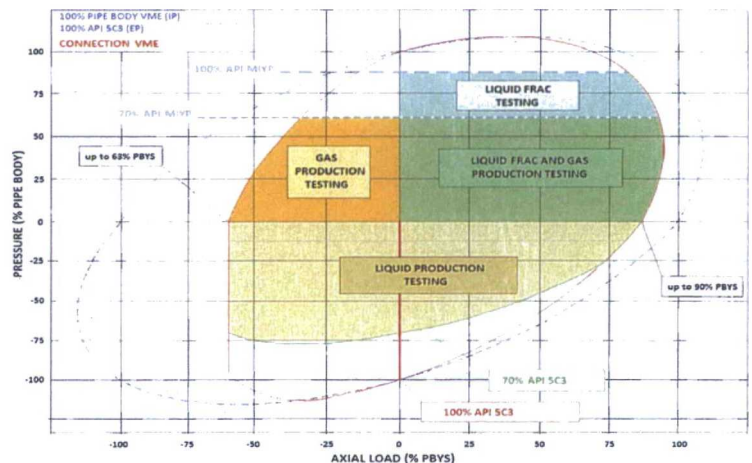 100% PIPE BODY VME (IP)
100% API 5C3 (EP)
CONNECTION VME
100% API MIYP
70% API MIYP
up to 63% PBYS
LIQUID FRAC
TESTING
GAS
PRODUCTION
TESTING
LIQUID FRAC AND GAS
PRODUCTION TESTING
LIQUID PRODUCTION
TESTING
up to 90% PBYS
70% API 5C3
100% API 5C3
PRESSURE (% PIPE BODY)
100
75
50
25
0
-25
-50
-75
-100
-100
-75
-50
-25
0
25
50
75
100
AXIAL LOAD (% PBYS)